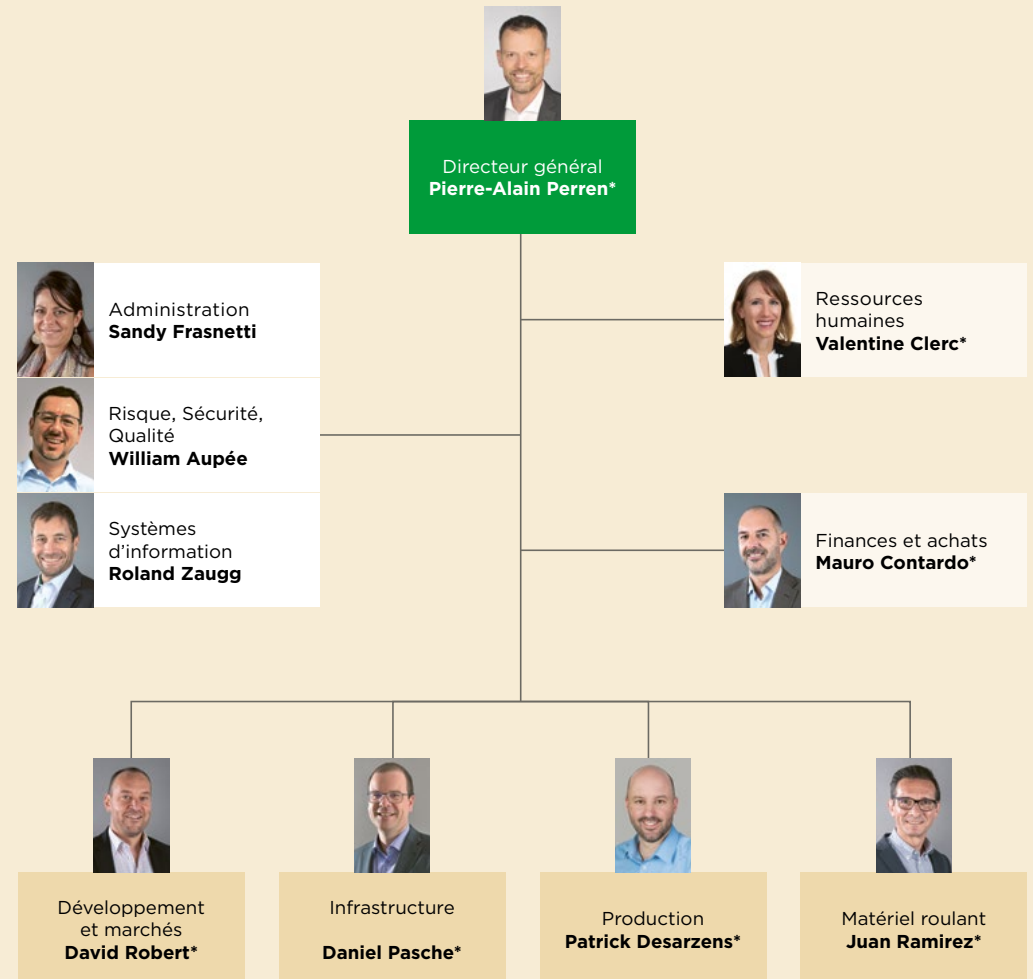 Directeur général
Pierre-Alain Perren*
Administration
Sandy Frasnetti
Risque, Sécurité,
Qualité
William Aupée
Systèmes
d'information
Roland Zaugg
Ressources
humaines
Valentine Clerc*
Finances et achats
Mauro Contardo*
Développement
et marchés
David Robert*
Infrastructure
Daniel Pasche*
Production
Patrick Desarzens*
Matériel roulant
Juan Ramirez*